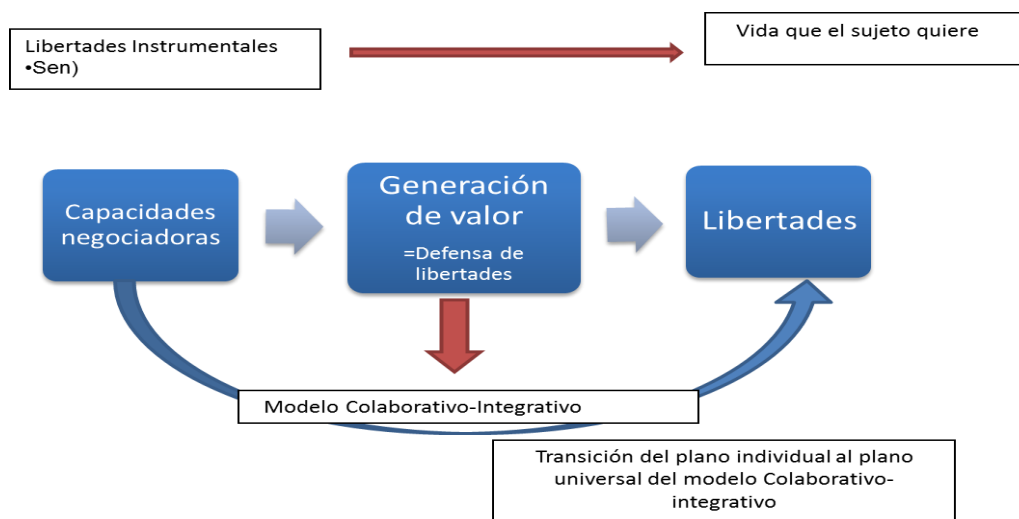 Libertades Instrumentales
•Sen)
Vida que el sujeto quiere
Capacidades
negociadoras
Generación
de valor
=Defensa de
libertades
Libertades
Modelo Colaborativo-Integrativo
Transición del plano individual al plano
universal del modelo Colaborativo-
integrativo